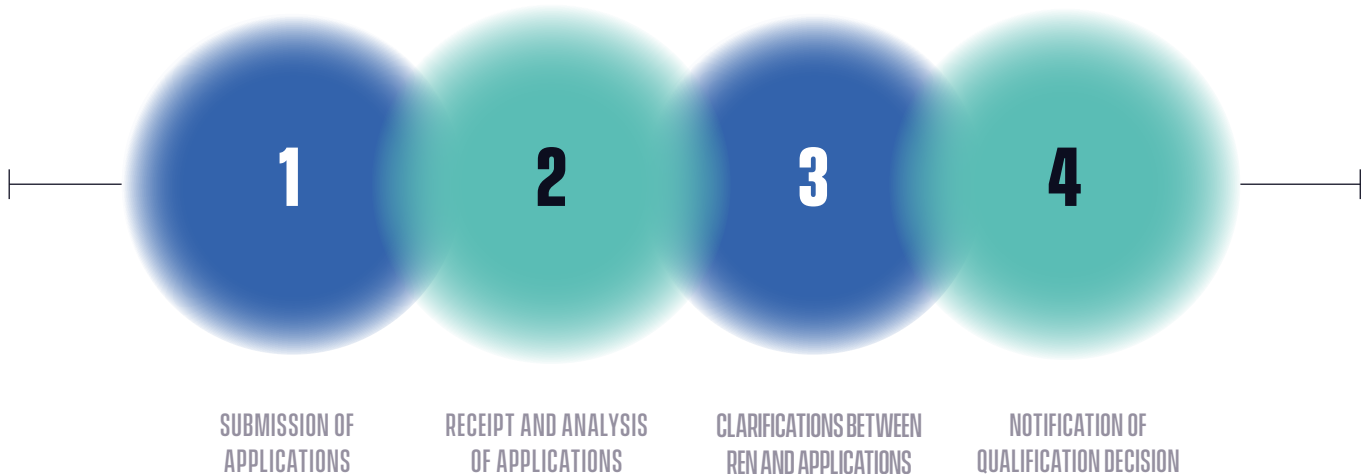 1
2
3
4
SUBMISSION OF
APPLICATIONS
RECEIPT AND ANALYSIS
OF APPLICATIONS
CLARIFICATIONS BETWEEN
REN AND APPLICATIONS
NOTIFICATION OF
QUALIFICATION DECISION